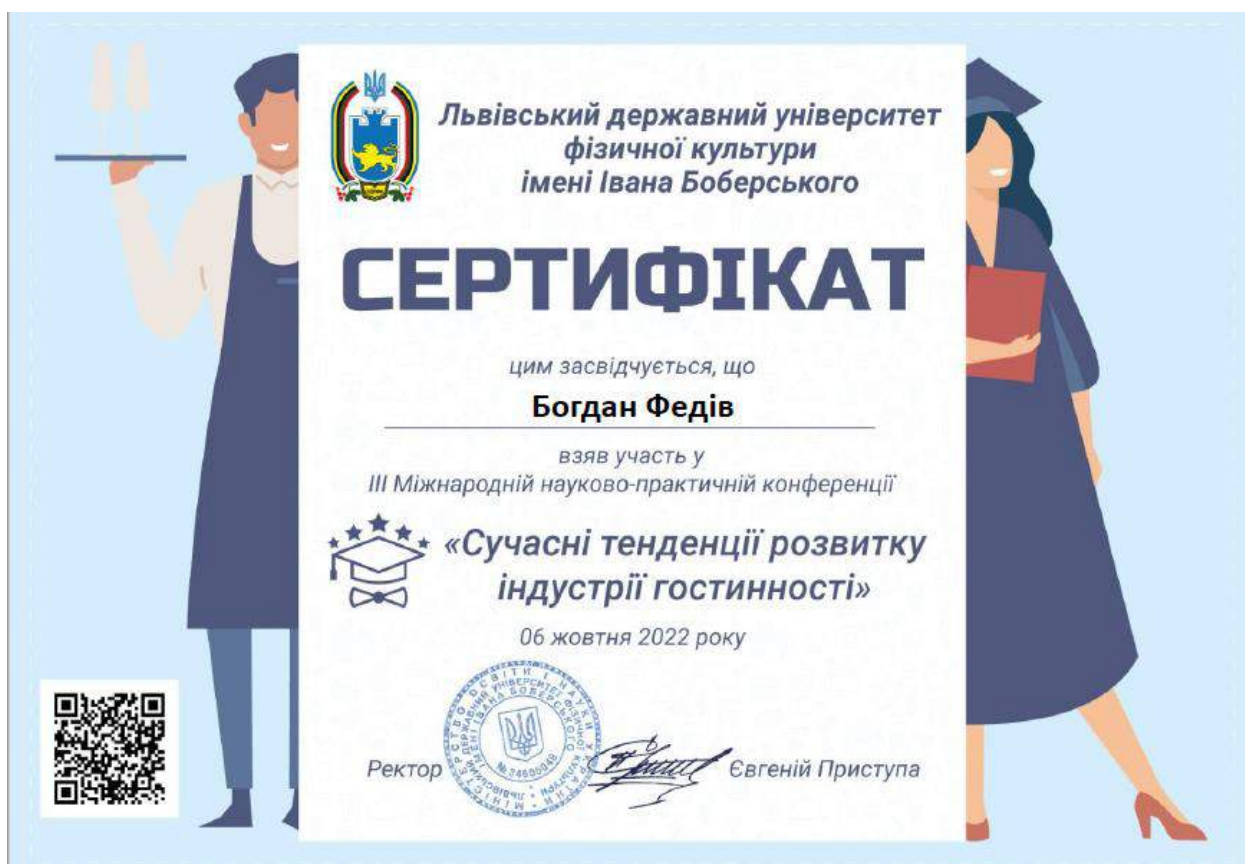 Львівський державний університет
фізичної культури
імені Івана Боберського
СЕРТИФІКАТ
цим засвідчується, що
Богдан Федів
взяв участь у
III Міжнародній науково-практичній конференції
«Сучасні тенденції розвитку
індустрії гостинності»
06 жовтня 2022 року
Ректор
Євгеній Приступа